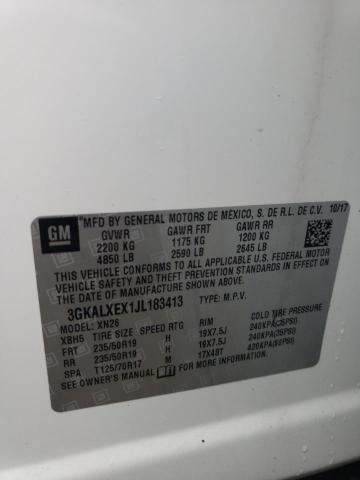 GM
MFD BY GENERAL MOTORS DE MÉXICO, S. DE R.L. DE C.V. 10/17
GVWR GAWR FRT GAWR RR
2200 KG 1175 KG 1200 KG
4850 LB 2590 LB 2645 LB
THIS VEHICLE CONFORMS TO ALL APPLICABLE U.S. FEDERAL MOTOR
VEHICLE SAFETY, BUMPER, AND THEFT PREVENTION STANDARDS
IN EFFECT ON THE DATE OF MANUFACTURE SHOWN ABOVE.
3GKALXEX1JL183413 TYPE: M.P.V.
MODEL: XN26
XBH5 TIRE SIZE SPEED RTG RIM COLD TIRE PRESSURE
FRT 235/50R19 H 19X7.5J 240KPA(35PSI)
RR 235/50R19 H 19X7.5J 240KPA(35PSI)
SPA T125/70R17 M 17X4BT 420KPA(60PSI)
SEE OWNER'S MANUAL FOR MORE INFORMATION.